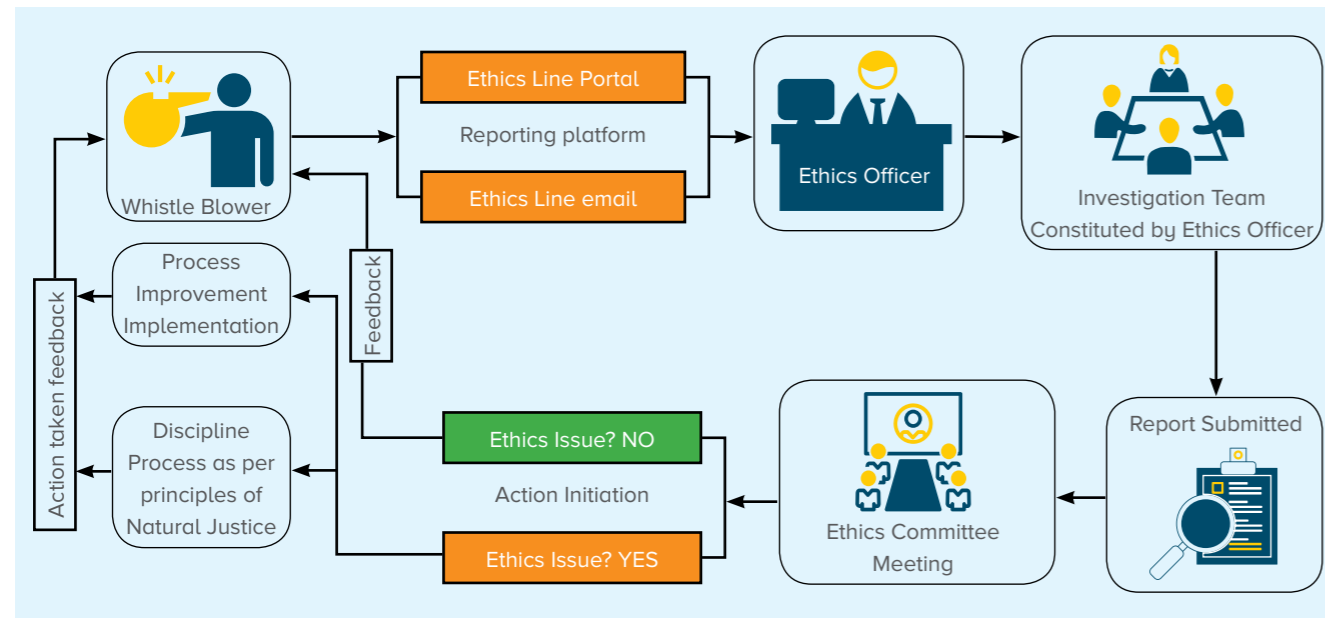 Whistle Blower
Ethics Line Portal
Reporting platform
Ethics Line email
Ethics Officer
Investigation Team
Constituted by Ethics Officer
Report Submitted
Ethics Committee
Meeting
Ethics Issue? NO
Action Initiation
Ethics Issue? YES
Feedback
Process
Improvement
Implementation
Discipline
Process as per
principles of
Natural Justice
Action taken feedback